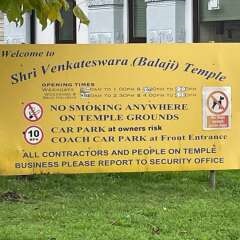 Welcome to
Shri Venkateswara (Balaji) Temple
OPENING TIMES
NO SMOKING ANYWHERE
ON TEMPLE GROUNDS
10
MPH
CAR PARK at owners risk
COACH CAR PARK at Front Entrance
ALL CONTRACTORS AND PEOPLE ON TEMPLE
BUSINESS PLEASE REPORT TO SECURITY OFFICE